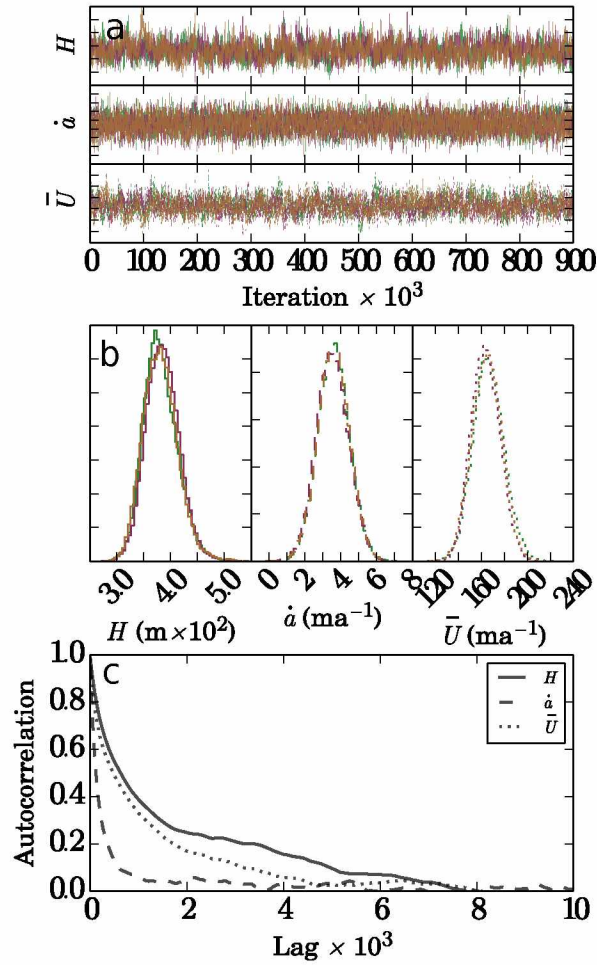 a
H
ȧ
Ū
0 100 200 300 400 500 600 700 800 900
Iteration × 10³
b
3.0 4.0 5.0
0 2 4 6 8
120 160 200 240
H (m×10²)
ȧ (ma⁻¹)
Ū (ma⁻¹)
c
Autocorrelation
1.0
0.8
0.6
0.4
0.2
0.0
H
ȧ
Ū
0 2 4 6 8 10
Lag × 10³